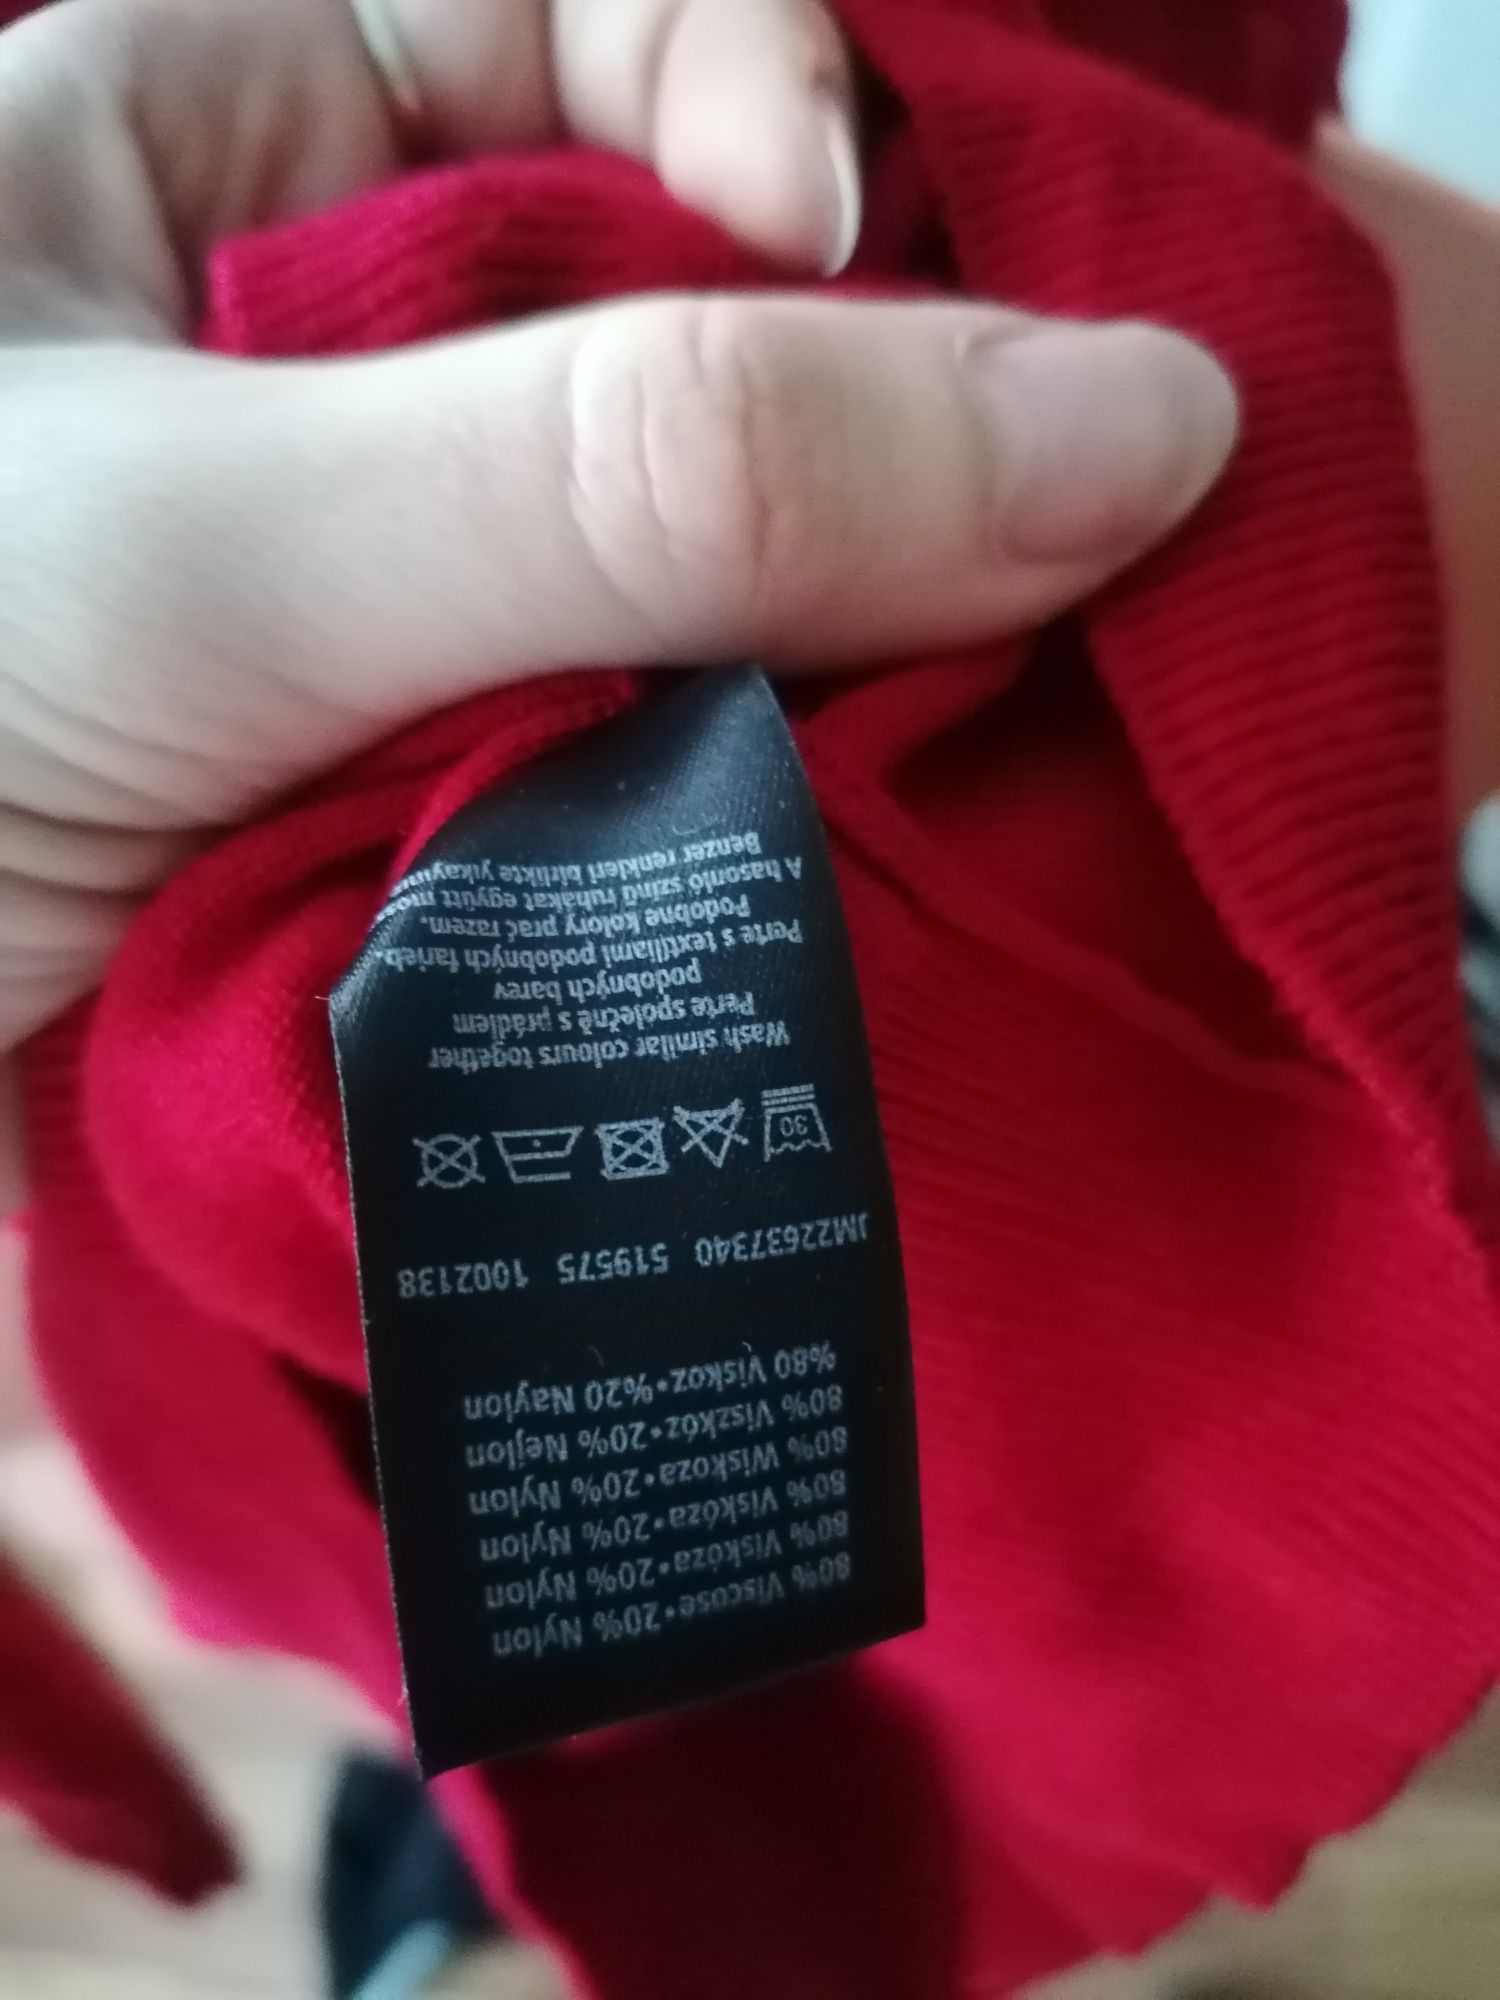 80% Viscose•20% Nylon
80% Viskóza•20% Nylon
80% Viskóza•20% Nylon
80% Wiskoza•20% Nylon
80% Viszkóz•20% Nejlon
%80 Viskoz•%20 Naylon
JM22637340 519575 1002138
30
Wash similar colours together
Perte společně s prádlem
podobných barev
Perte s textíliami podobných farieb.
Podobne kolory prać razem.
A hasonló színű ruhákat együtt
Benzer renkleri birlikte